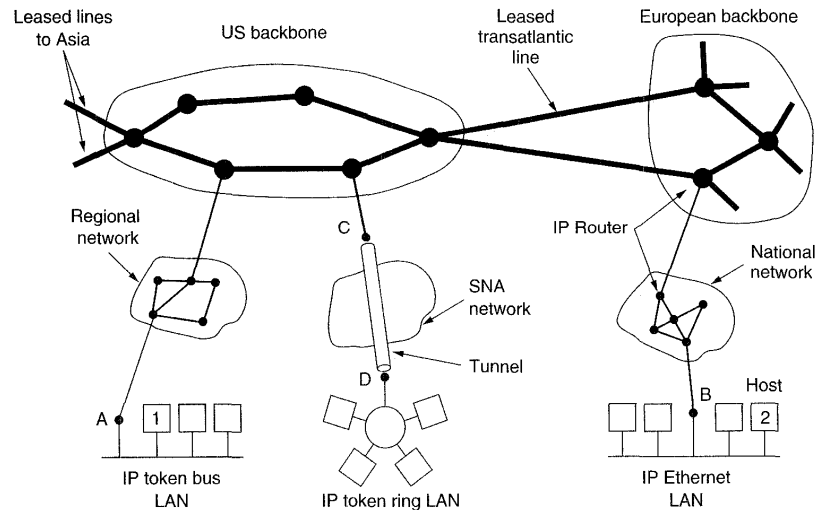 Leased lines
to Asia
US backbone
Leased
transatlantic
line
European backbone
Regional
network
C
IP Router
SNA
network
National
network
Tunnel
D
A
1
B
Host
2
IP token bus
LAN
IP token ring LAN
IP Ethernet
LAN